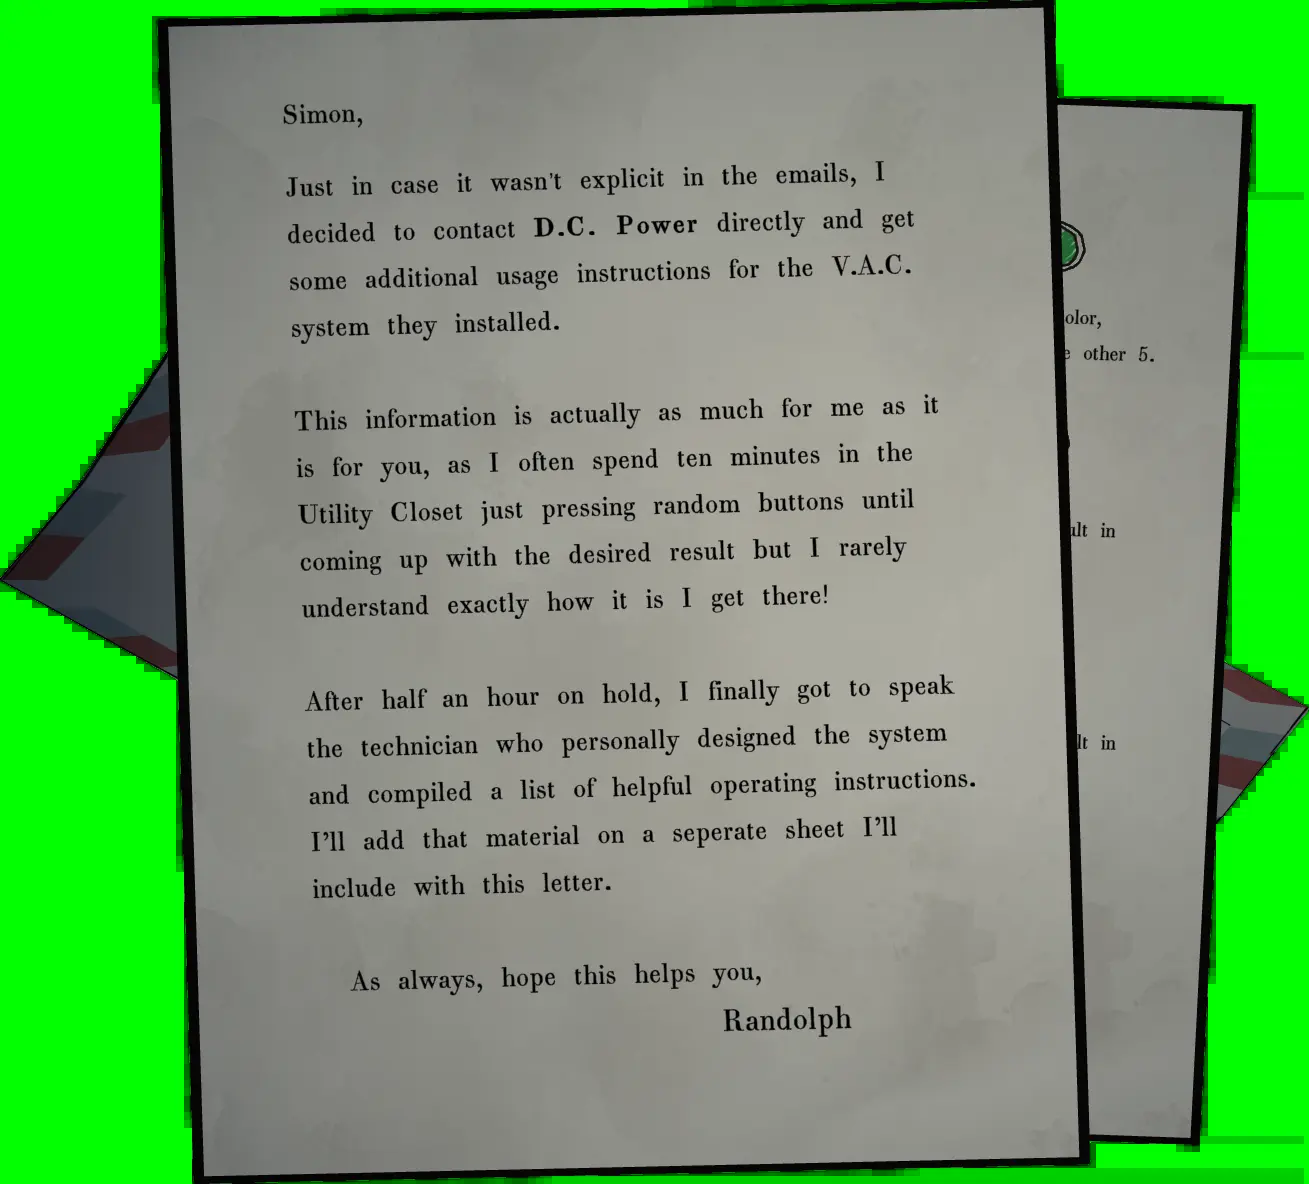 Simon,
Just in case it wasn't explicit in the emails, I
decided to contact D.C. Power directly and get
some additional usage instructions for the V.A.C.
system they installed.
This information is actually as much for me as it
is for you, as I often spend ten minutes in the
Utility Closet just pressing random buttons until
coming up with the desired result but I rarely
understand exactly how it is I get there!
After half an hour on hold, I finally got to speak
the technician who personally designed the system
and compiled a list of helpful operating instructions.
I’ll add that material on a seperate sheet I’ll
include with this letter.
As always, hope this helps you,
Randolph
olor,
other 5.
in
in